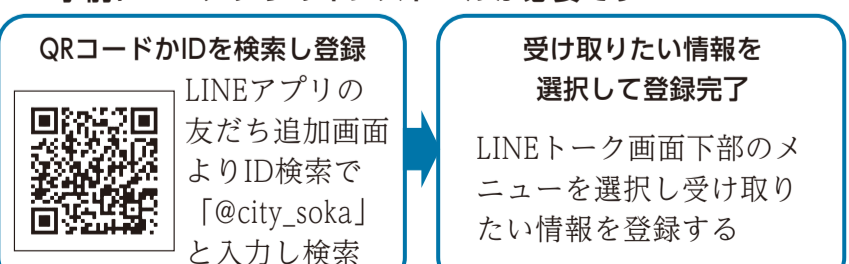 QRコードかIDを検索し登録
LINEアプリの
友だち追加画面
よりID検索で
「@city_soka」
と入力し検索
受け取りたい情報を
選択して登録完了
LINEトーク画面下部のメ
ニューを選択し受け取り
たい情報を登録する